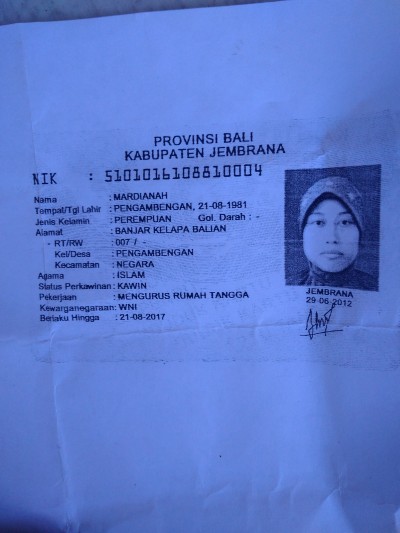 PROVINSI BALI
KABUPATEN JEMBRANA
NIK : 5101016108810004
Nama : MARDIANAH
Tempat/Tgl Lahir : PENGAMBENGAN, 21-08-1981
Jenis Kelamin : PEREMPUAN Gol. Darah : -
Alamat : BANJAR KELAPA BALIAN
- RT/RW : 007 / -
Kel/Desa : PENGAMBENGAN
Kecamatan : NEGARA
Agama : ISLAM
Status Perkawinan : KAWIN
Pekerjaan : MENGURUS RUMAH TANGGA
Kewarganegaraan : WNI
Berlaku Hingga : 21-08-2017
JEMBRANA
29-06-2012